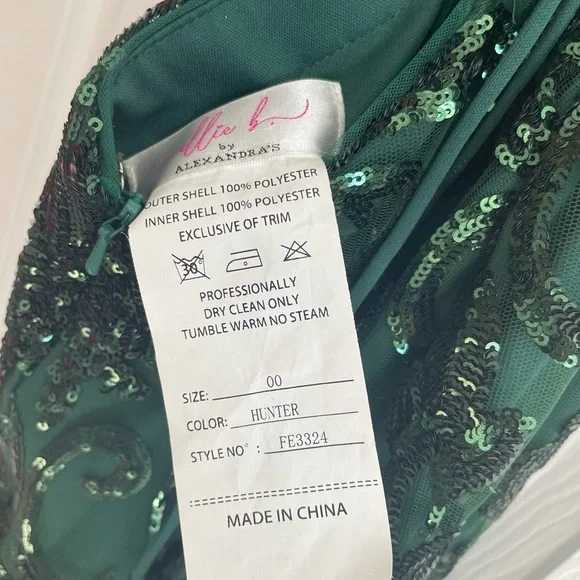 llie b.
by
ALEXANDRA'S
OUTER SHELL 100% POLYESTER
INNER SHELL 100% POLYESTER
EXCLUSIVE OF TRIM
30
PROFESSIONALLY
DRY CLEAN ONLY
TUMBLE WARM NO STEAM
SIZE: 00
COLOR: HUNTER
STYLE NO°: FE3324
MADE IN CHINA